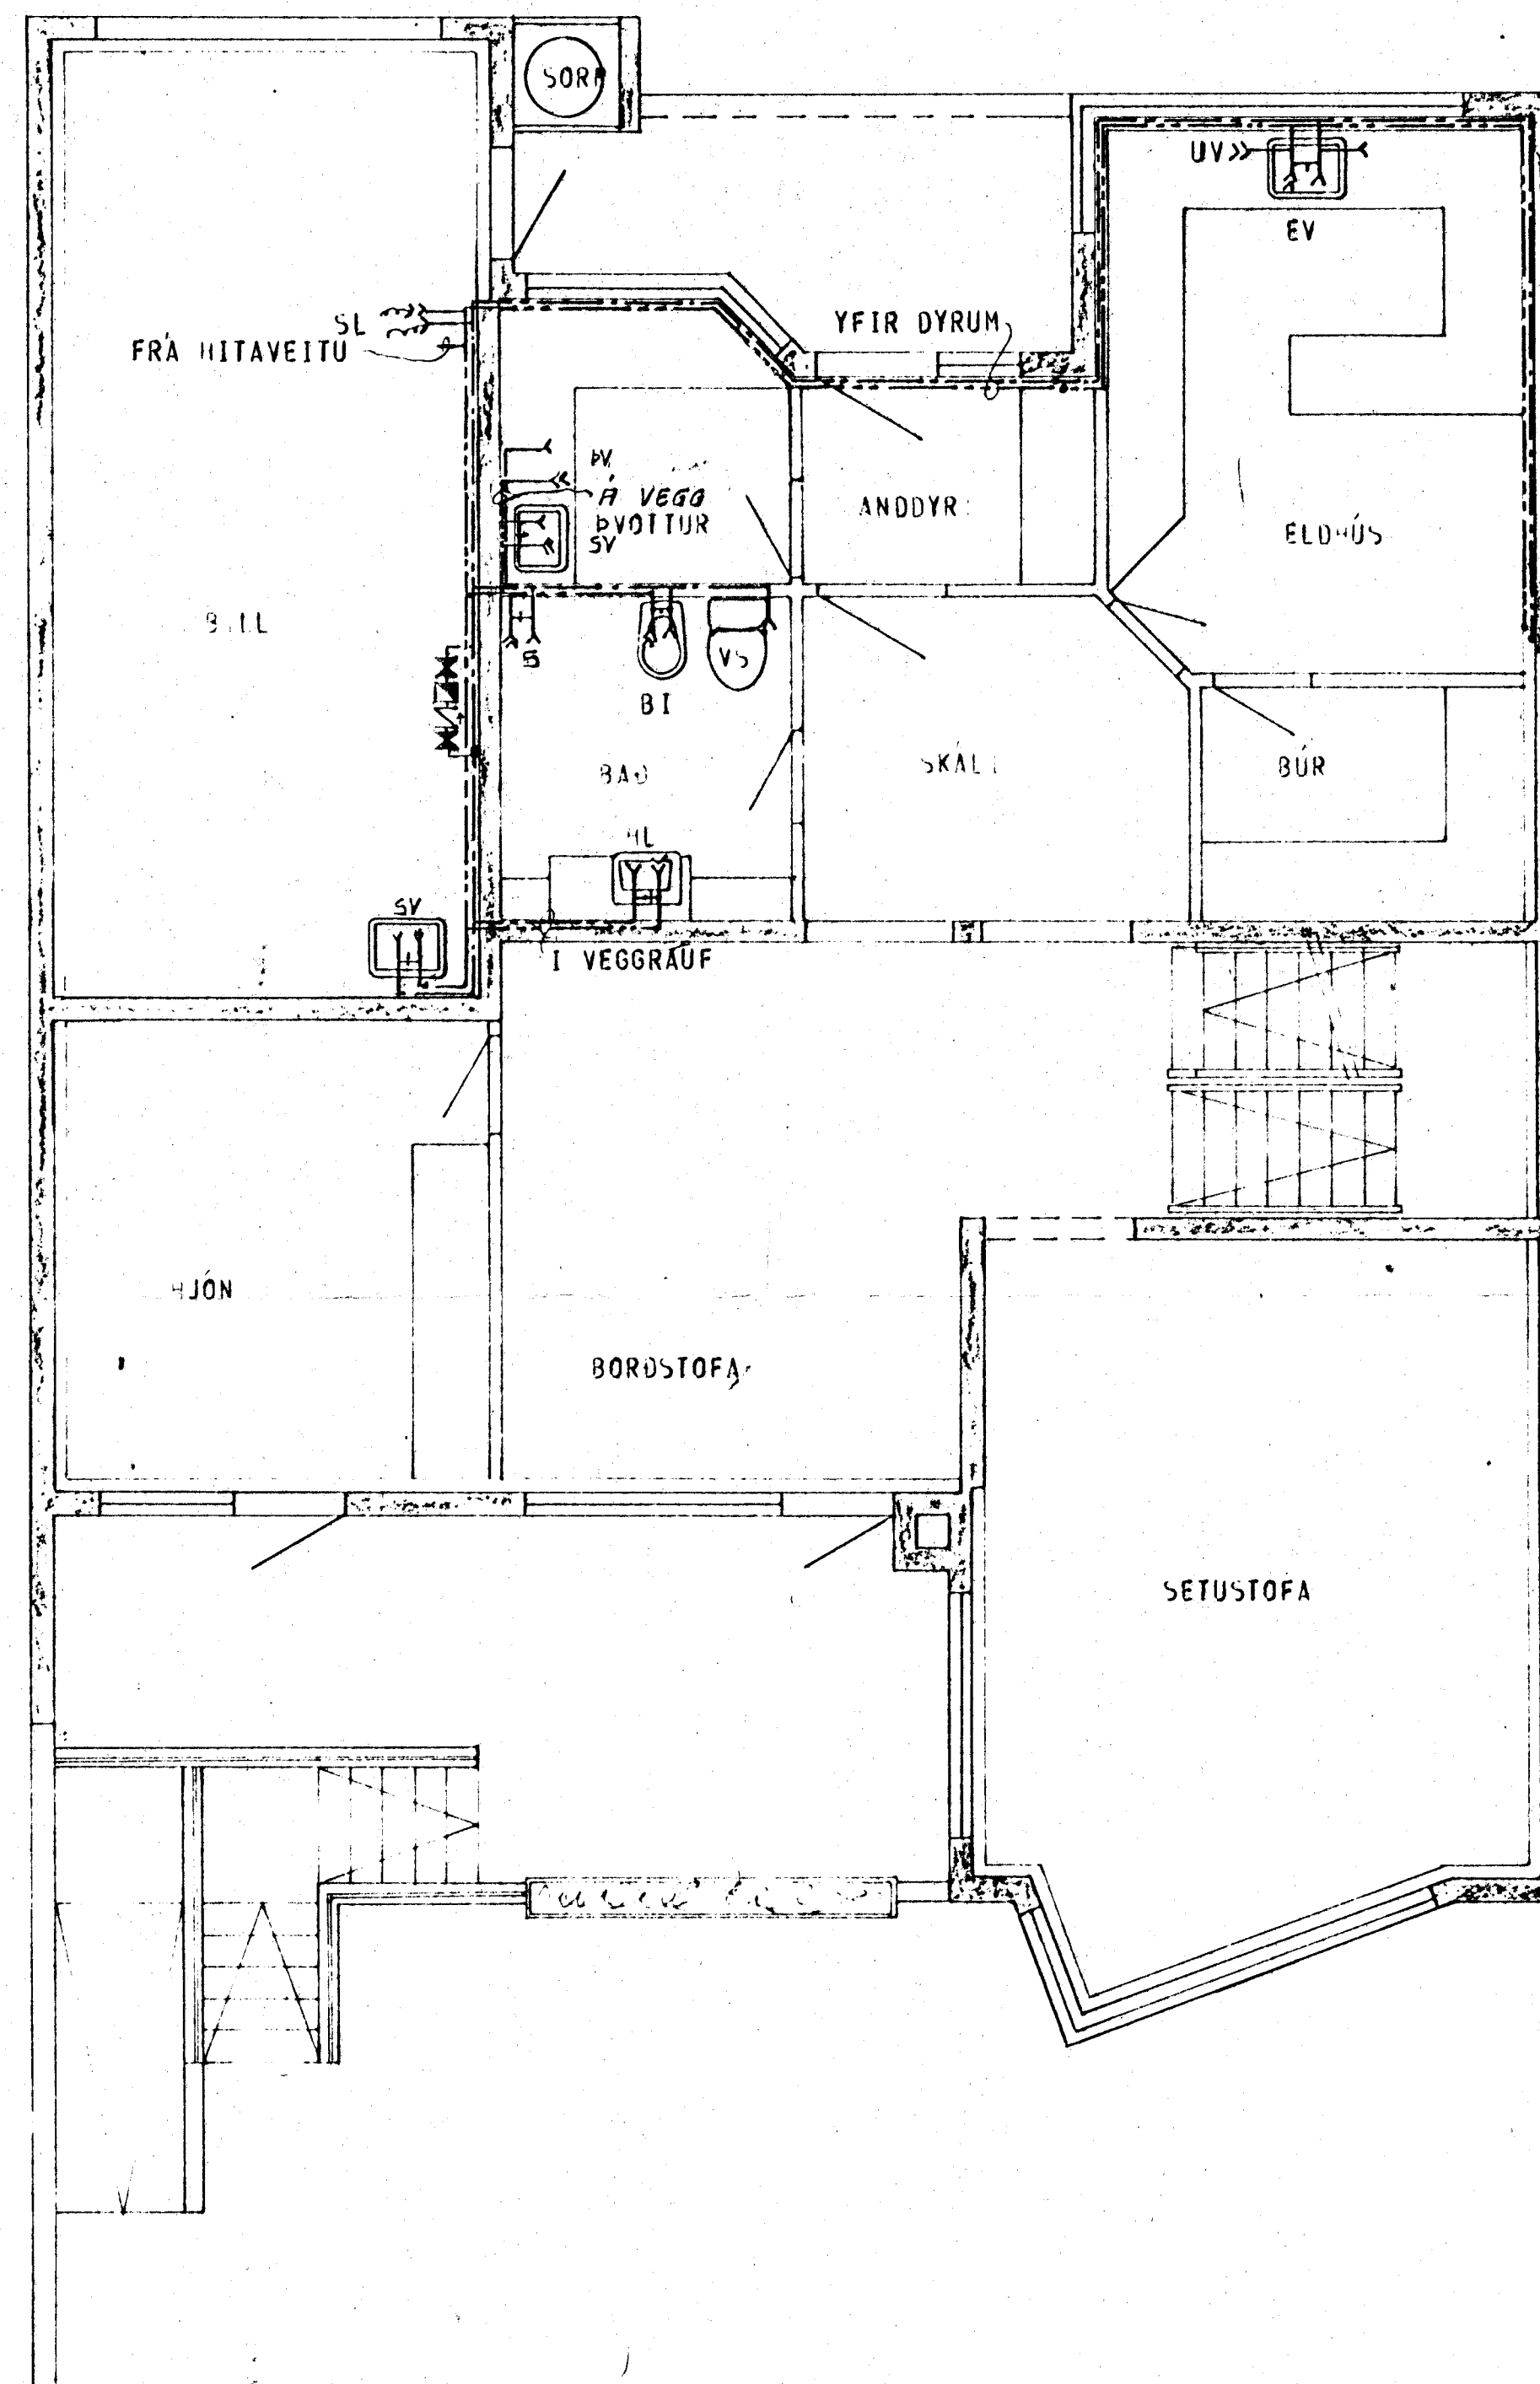 SORP
UV
EV
YFIR DYRUM
SL
FRÁ HITAVEITU
ÞV
Á VEGG
ÞVOTTUR
SV
ANDDYRI
ELDHÚS
BÍLL
B
VS
BI
BAÐ
SKÁLI
BÚR
HL
SV
Í VEGGRAUF
HJÓN
BORÐSTOFA
SETUSTOFA